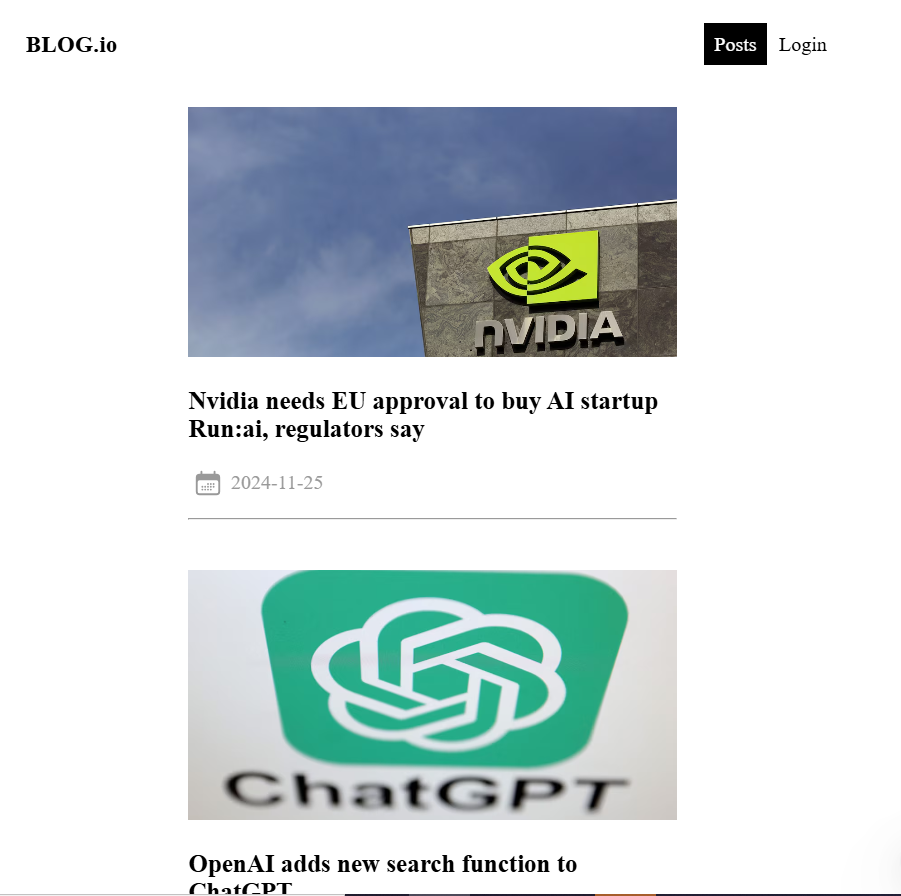 BLOG.io
Posts
Login
NVIDIA
Nvidia needs EU approval to buy AI startup
Run:ai, regulators say
2024-11-25
ChatGPT
OpenAI adds new search function to
ChatGPT